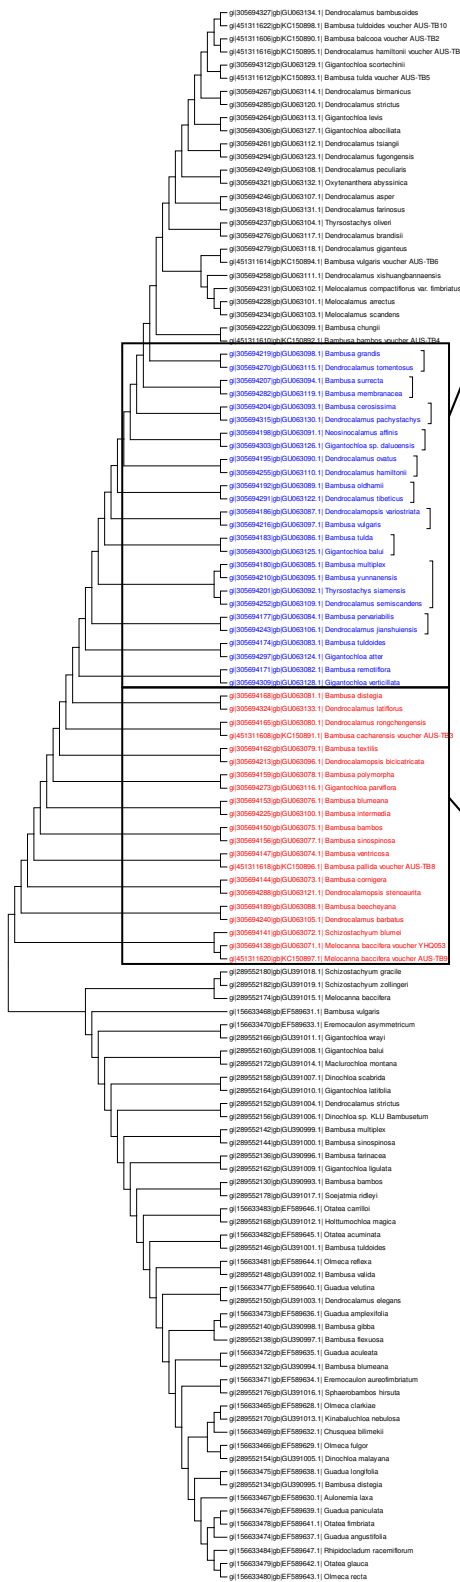 gi|305694327|gb|GU063134.1| Dendrocalamus bambusoides
gi|451311622|gb|KC150898.1| Bambusa tuldoides voucher AUS-TB10
gi|451311606|gb|KC150890.1| Bambusa balcooa voucher AUS-TB2
gi|451311616|gb|KC150895.1| Dendrocalamus hamiltonii voucher AUS-TB
gi|305694312|gb|GU063129.1| Gigantochloa scortechinii
gi|451311612|gb|KC150893.1| Bambusa tulda voucher AUS-TB5
gi|305694267|gb|GU063114.1| Dendrocalamus birmanicus
gi|305694285|gb|GU063120.1| Dendrocalamus strictus
gi|305694264|gb|GU063113.1| Gigantochloa levis
gi|305694306|gb|GU063127.1| Gigantochloa albociliata
gi|305694261|gb|GU063112.1| Dendrocalamus tsiangii
gi|305694294|gb|GU063123.1| Dendrocalamus fugongensis
gi|305694249|gb|GU063108.1| Dendrocalamus peculiaris
gi|305694321|gb|GU063132.1| Oxytenanthera abyssinica
gi|305694246|gb|GU063107.1| Dendrocalamus asper
gi|305694318|gb|GU063131.1| Dendrocalamus farinosus
gi|305694237|gb|GU063104.1| Thyrsostachys oliveri
gi|305694276|gb|GU063117.1| Dendrocalamus brandisii
gi|305694279|gb|GU063118.1| Dendrocalamus giganteus
gi|451311614|gb|KC150894.1| Bambusa vulgaris voucher AUS-TB6
gi|305694258|gb|GU063111.1| Dendrocalamus xishuangbannaensis
gi|305694231|gb|GU063102.1| Melocalamus compactiflorus var. fimbriatus
gi|305694228|gb|GU063101.1| Melocalamus arrectus
gi|305694234|gb|GU063103.1| Melocalamus scandens
gi|305694222|gb|GU063099.1| Bambusa chungii
gi|451311610|gb|KC150892.1| Bambusa bambos voucher AUS-TB4
gi|305694219|gb|GU063098.1| Bambusa grandis
gi|305694270|gb|GU063115.1| Dendrocalamus tomentosus
gi|305694207|gb|GU063094.1| Bambusa surrecta
gi|305694282|gb|GU063119.1| Bambusa membranacea
gi|305694204|gb|GU063093.1| Bambusa cerosissima
gi|305694315|gb|GU063130.1| Dendrocalamus pachystachys
gi|305694198|gb|GU063091.1| Neosinocalamus affinis
gi|305694303|gb|GU063126.1| Gigantochloa sp. daluoensis
gi|305694195|gb|GU063090.1| Dendrocalamus ovatus
gi|305694255|gb|GU063110.1| Dendrocalamus hamiltonii
gi|305694192|gb|GU063089.1| Bambusa oldhamii
gi|305694291|gb|GU063122.1| Dendrocalamus tibeticus
gi|305694186|gb|GU063087.1| Dendrocalamopsis variostriata
gi|305694216|gb|GU063097.1| Bambusa vulgaris
gi|305694183|gb|GU063086.1| Bambusa tulda
gi|305694300|gb|GU063125.1| Gigantochloa balui
gi|305694180|gb|GU063085.1| Bambusa multiplex
gi|305694210|gb|GU063095.1| Bambusa yunnanensis
gi|305694201|gb|GU063092.1| Thyrsostachys siamensis
gi|305694252|gb|GU063109.1| Dendrocalamus semiscandens
gi|305694177|gb|GU063084.1| Bambusa pervariabilis
gi|305694243|gb|GU063106.1| Dendrocalamus jianshuiensis
gi|305694174|gb|GU063083.1| Bambusa tuldoides
gi|305694297|gb|GU063124.1| Gigantochloa atter
gi|305694171|gb|GU063082.1| Bambusa remotiflora
gi|305694309|gb|GU063128.1| Gigantochloa verticillata
gi|305694168|gb|GU063081.1| Bambusa distegia
gi|305694324|gb|GU063133.1| Dendrocalamus latiflorus
gi|305694165|gb|GU063080.1| Dendrocalamus rongchengensis
gi|451311608|gb|KC150891.1| Bambusa cacharensis voucher AUS-TB3
gi|305694162|gb|GU063079.1| Bambusa textilis
gi|305694213|gb|GU063096.1| Dendrocalamopsis bicicatricata
gi|305694159|gb|GU063078.1| Bambusa polymorpha
gi|305694273|gb|GU063116.1| Gigantochloa parviflora
gi|305694153|gb|GU063076.1| Bambusa blumeana
gi|305694225|gb|GU063100.1| Bambusa intermedia
gi|305694150|gb|GU063075.1| Bambusa bambos
gi|305694156|gb|GU063077.1| Bambusa sinospinosa
gi|305694147|gb|GU063074.1| Bambusa ventricosa
gi|451311618|gb|KC150896.1| Bambusa pallida voucher AUS-TB8
gi|305694144|gb|GU063073.1| Bambusa cornigera
gi|305694288|gb|GU063121.1| Dendrocalamopsis stenoaurita
gi|305694189|gb|GU063088.1| Bambusa beecheyana
gi|305694240|gb|GU063105.1| Dendrocalamus barbatus
gi|305694141|gb|GU063072.1| Schizostachyum blumei
gi|305694138|gb|GU063071.1| Melocanna baccifera voucher YHQ053
gi|451311620|gb|KC150897.1| Melocanna baccifera voucher AUS-TB9
gi|289552180|gb|GU391018.1| Schizostachyum gracile
gi|289552182|gb|GU391019.1| Schizostachyum zollingeri
gi|289552174|gb|GU391015.1| Melocanna baccifera
gi|156633468|gb|EF589631.1| Bambusa vulgaris
gi|156633470|gb|EF589633.1| Eremocaulon asymmetricum
gi|289552166|gb|GU391011.1| Gigantochloa wrayi
gi|289552160|gb|GU391008.1| Gigantochloa balui
gi|289552172|gb|GU391014.1| Maclurochloa montana
gi|289552158|gb|GU391007.1| Dinochloa scabrida
gi|289552164|gb|GU391010.1| Gigantochloa latifolia
gi|289552152|gb|GU391004.1| Dendrocalamus strictus
gi|289552156|gb|GU391006.1| Dinochloa sp. KLU Bambusetum
gi|289552142|gb|GU390999.1| Bambusa multiplex
gi|289552144|gb|GU391000.1| Bambusa sinospinosa
gi|289552136|gb|GU390996.1| Bambusa farinacea
gi|289552162|gb|GU391009.1| Gigantochloa ligulata
gi|289552130|gb|GU390993.1| Bambusa bambos
gi|289552178|gb|GU391017.1| Soejatmia ridleyi
gi|156633483|gb|EF589646.1| Otatea carrilloi
gi|289552168|gb|GU391012.1| Holttumochloa magica
gi|156633482|gb|EF589645.1| Otatea acuminata
gi|289552146|gb|GU391001.1| Bambusa tuldoides
gi|156633481|gb|EF589644.1| Olmeca reflexa
gi|289552148|gb|GU391002.1| Bambusa valida
gi|156633477|gb|EF589640.1| Guadua velutina
gi|289552150|gb|GU391003.1| Dendrocalamus elegans
gi|156633473|gb|EF589636.1| Guadua amplexifolia
gi|289552140|gb|GU390998.1| Bambusa gibba
gi|289552138|gb|GU390997.1| Bambusa flexuosa
gi|156633472|gb|EF589635.1| Guadua aculeata
gi|289552132|gb|GU390994.1| Bambusa blumeana
gi|156633471|gb|EF589634.1| Eremocaulon aureofimbriatum
gi|289552176|gb|GU391016.1| Sphaerobambos hirsuta
gi|156633465|gb|EF589628.1| Olmeca clarkiae
gi|289552170|gb|GU391013.1| Kinabaluchloa nebulosa
gi|156633469|gb|EF589632.1| Chusquea bilimekii
gi|156633466|gb|EF589629.1| Olmeca fulgor
gi|289552154|gb|GU391005.1| Dinochloa malayana
gi|156633475|gb|EF589638.1| Guadua longifolia
gi|289552134|gb|GU390995.1| Bambusa distegia
gi|156633467|gb|EF589630.1| Aulonemia laxa
gi|156633476|gb|EF589639.1| Guadua paniculata
gi|156633478|gb|EF589641.1| Otatea fimbriata
gi|156633474|gb|EF589637.1| Guadua angustifolia
gi|156633484|gb|EF589647.1| Rhipidocladum racemiflorum
gi|156633479|gb|EF589642.1| Otatea glauca
gi|156633480|gb|EF589643.1| Olmeca recta